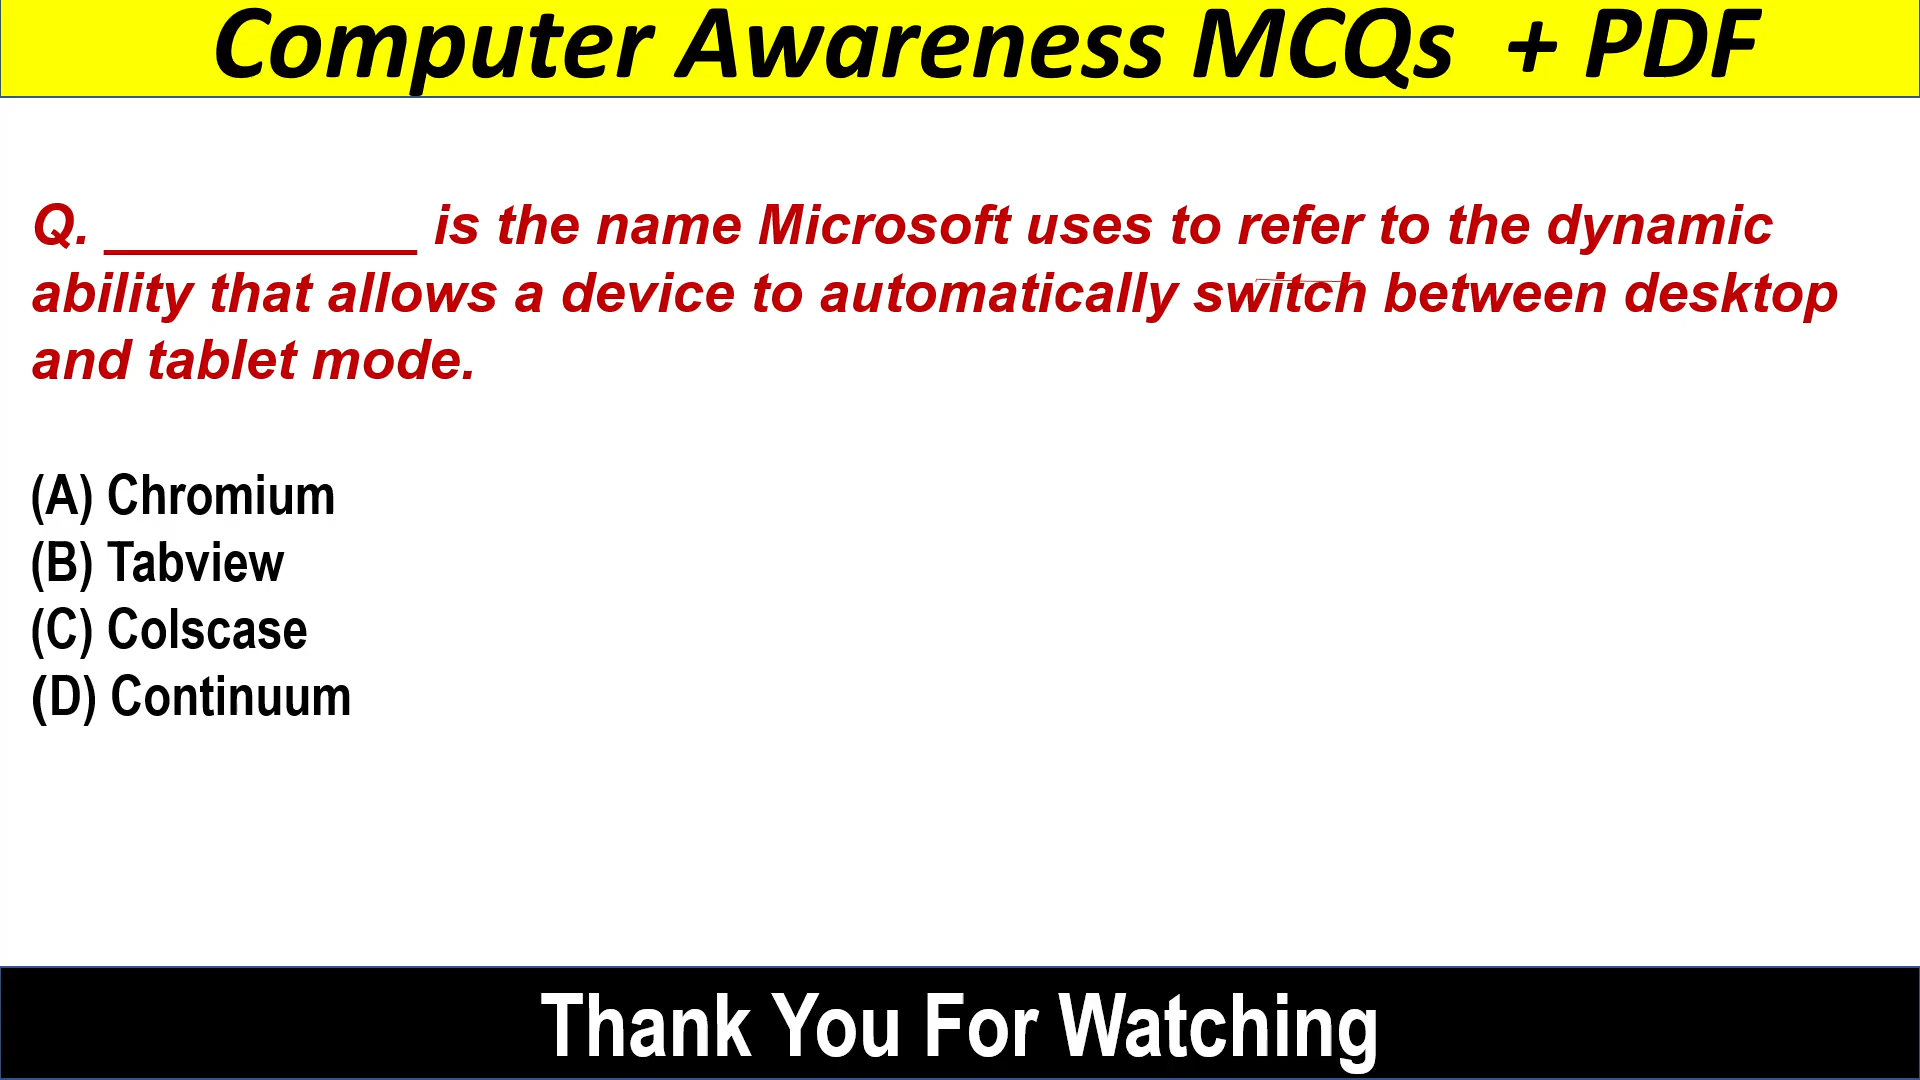 Computer Awareness MCQs + PDF
Q. ___________ is the name Microsoft uses to refer to the dynamic
ability that allows a device to automatically switch between desktop
and tablet mode.
(A) Chromium
(B) Tabview
(C) Colscase
(D) Continuum
Thank You For Watching